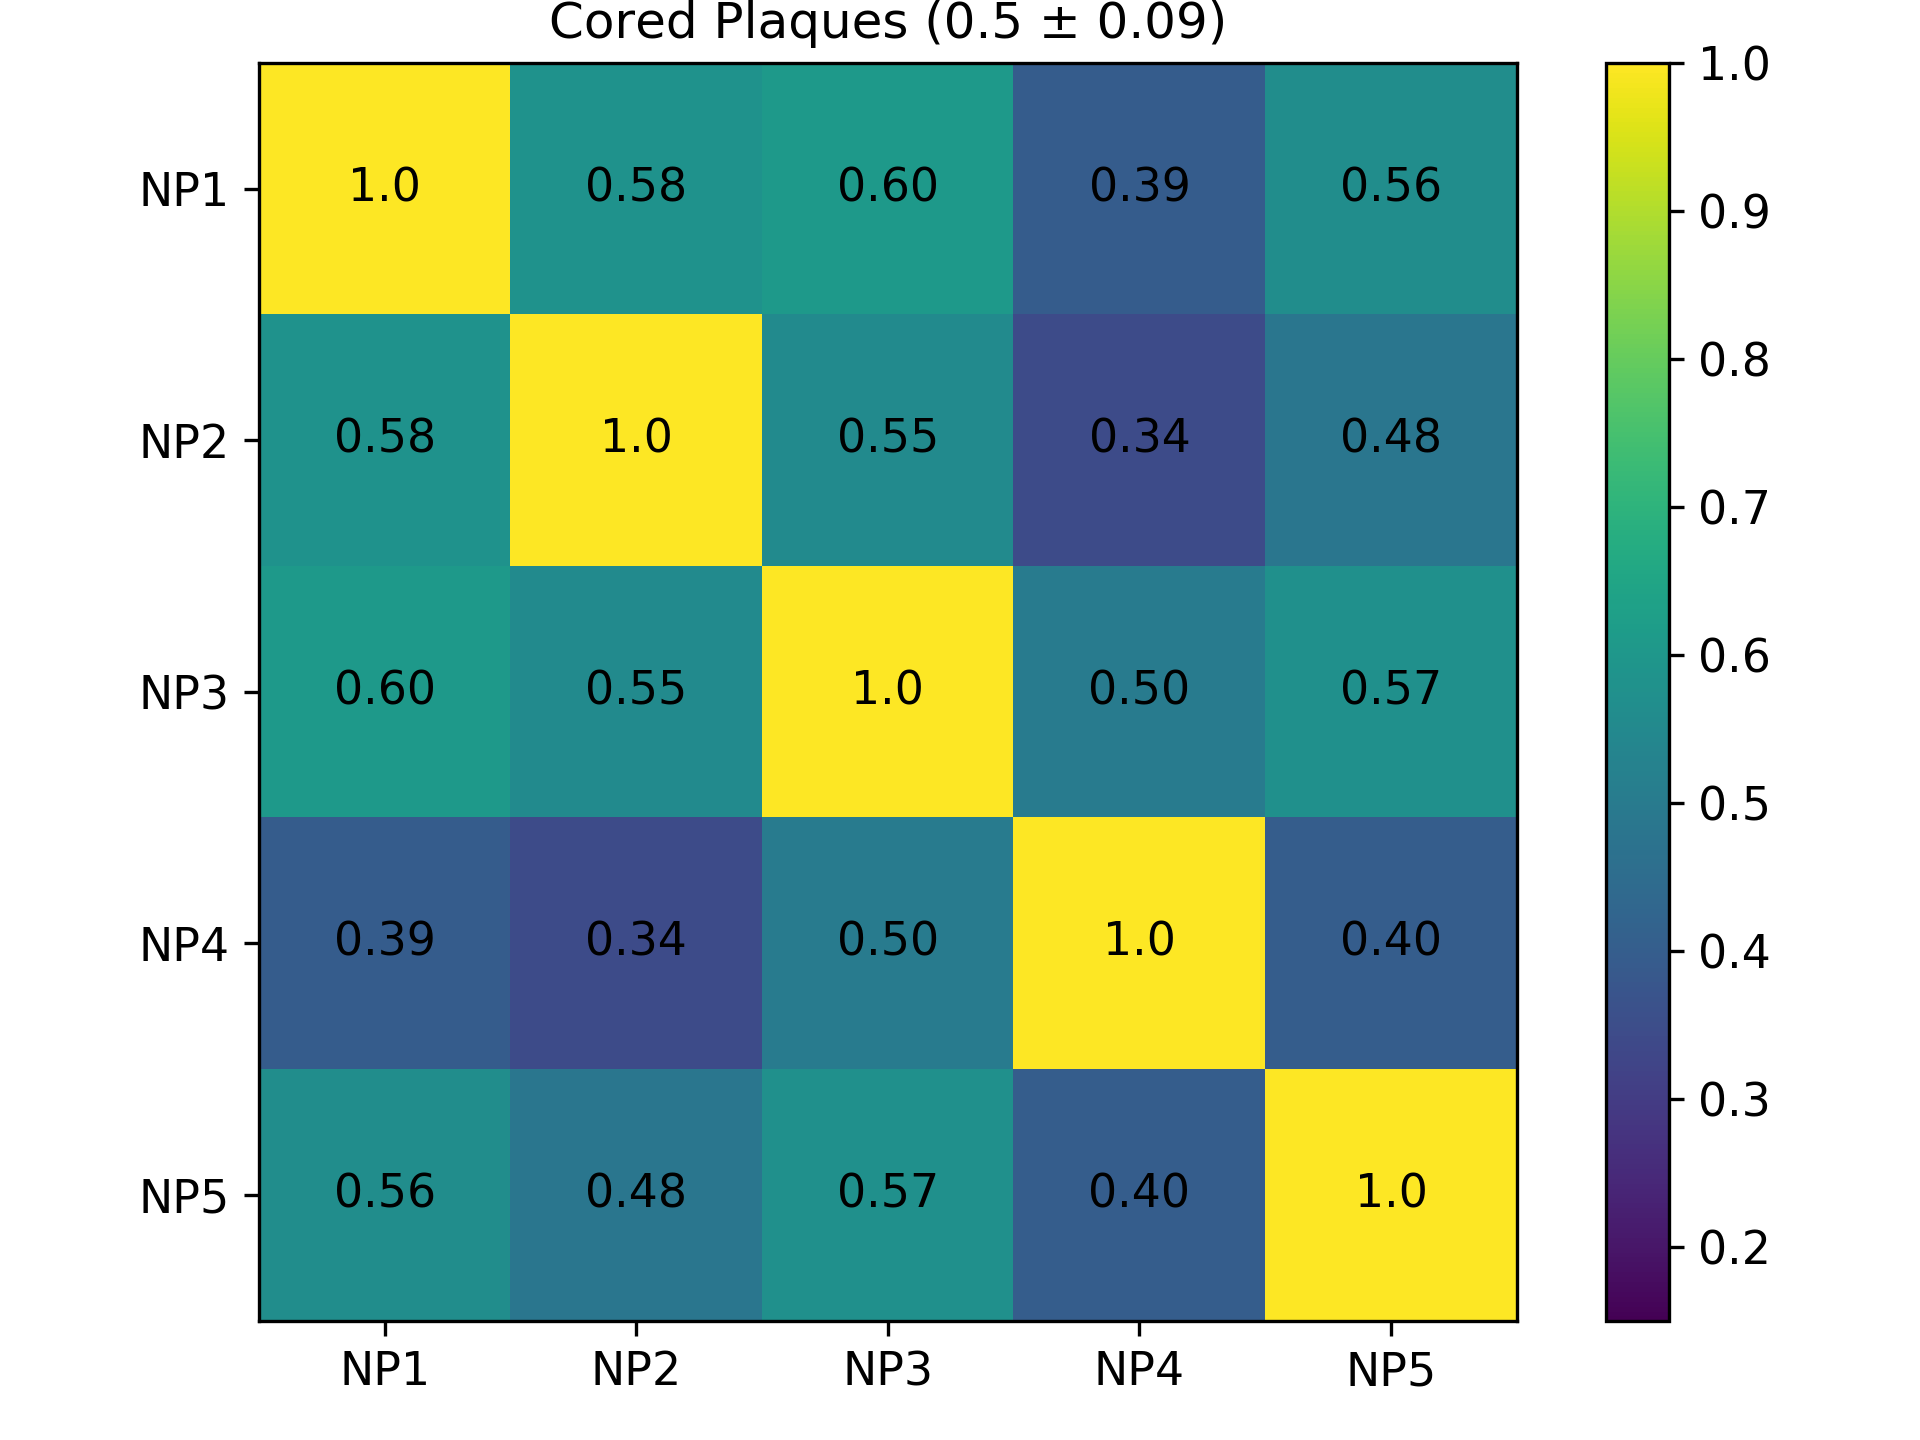 Cored Plaques (0.5 ± 0.09)
NP1 1.0 0.58 0.60 0.39 0.56
NP2 0.58 1.0 0.55 0.34 0.48
NP3 0.60 0.55 1.0 0.50 0.57
NP4 0.39 0.34 0.50 1.0 0.40
NP5 0.56 0.48 0.57 0.40 1.0
NP1 NP2 NP3 NP4 NP5
1.0
0.9
0.8
0.7
0.6
0.5
0.4
0.3
0.2